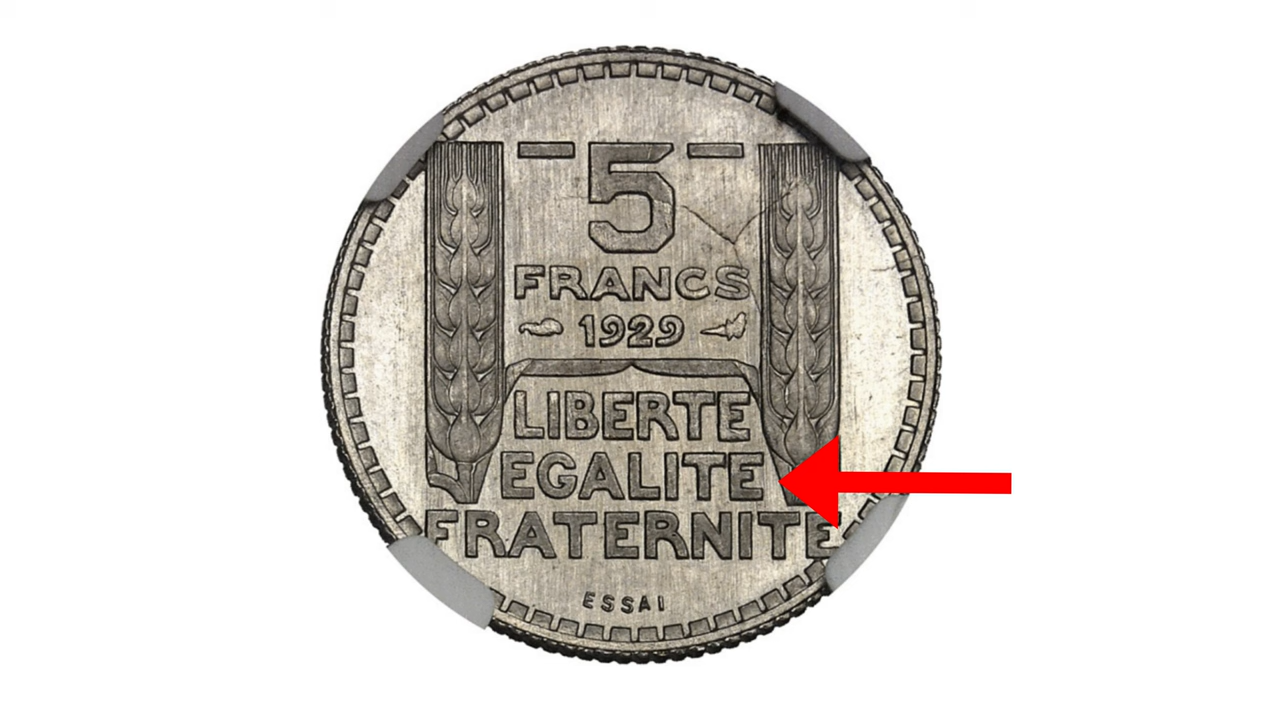 5
FRANCS
1929
LIBERTE
EGALITE
FRATERNITE
ESSAI